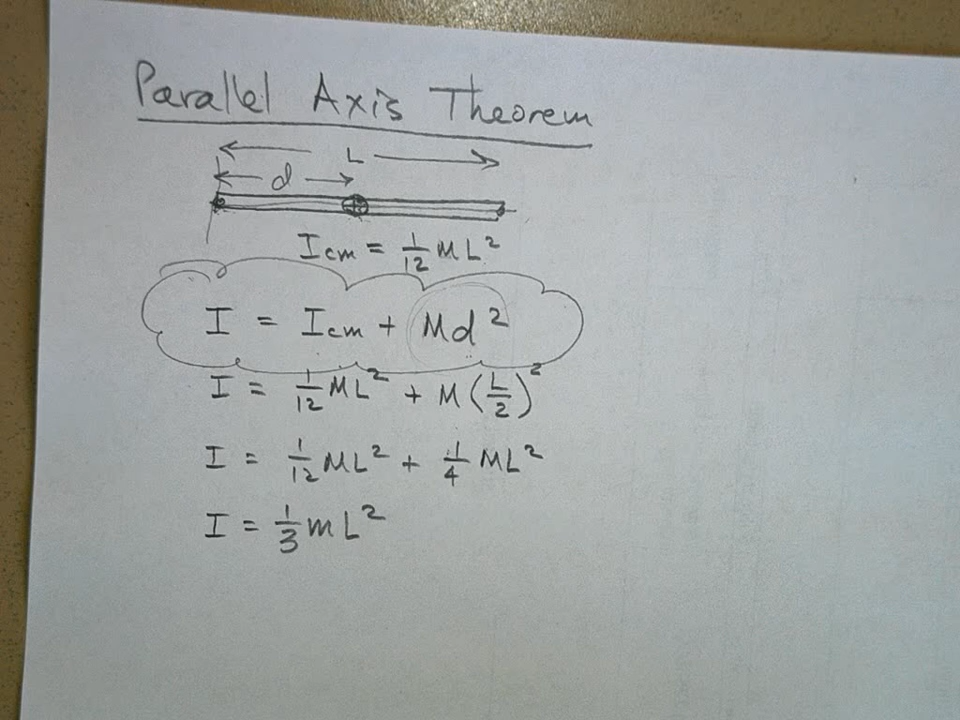 Parallel Axis Theorem
L
d
Icm = 1/12 ML²
I = Icm + Md²
I = 1/12 ML² + M(L/2)²
I = 1/12 ML² + 1/4 ML²
I = 1/3 mL²